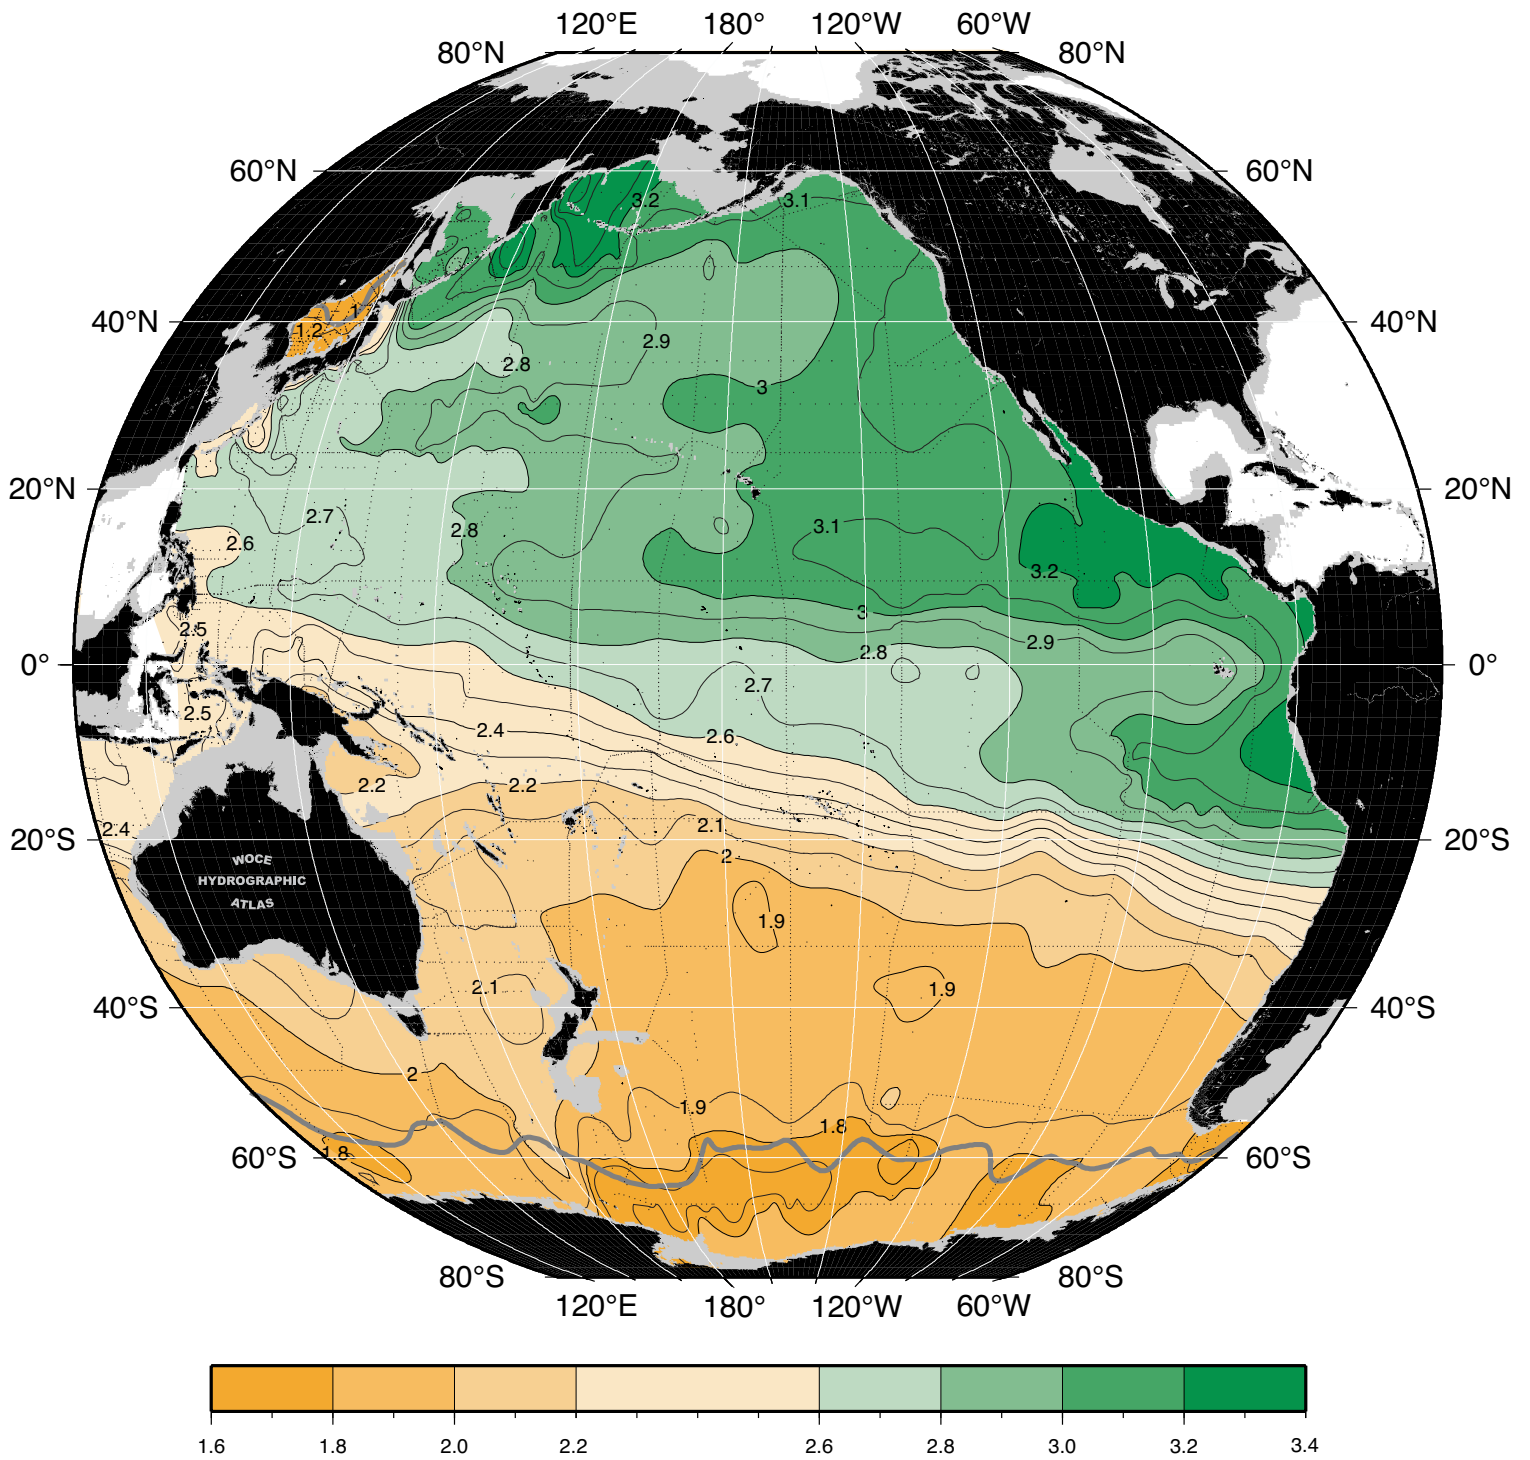 120°E 180° 120°W 60°W
80°N 80°N
60°N 60°N
3.2 3.1
40°N 40°N
1
1.2
2.9
2.8
3
20°N 20°N
2.7 2.8 3.1
2.6
3.2
3
2.5 2.9
2.8
0° 0°
2.7
2.5
2.4 2.6
2.2 2.2
2.4 2.1
20°S 20°S
2
WOCE
HYDROGRAPHIC
ATLAS
1.9
2.1 1.9
40°S 40°S
2
1.9
1.8
1.8
60°S 60°S
80°S 80°S
120°E 180° 120°W 60°W
1.6 1.8 2.0 2.2 2.6 2.8 3.0 3.2 3.4